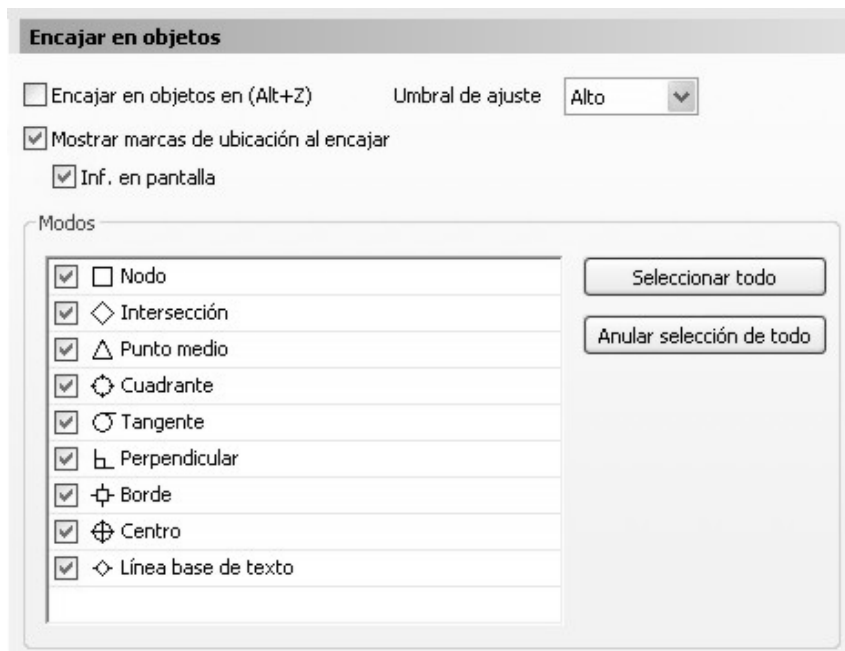 Encajar en objetos
Encajar en objetos en (Alt+Z) Umbral de ajuste Alto
Mostrar marcas de ubicación al encajar
Inf. en pantalla
Modos
Nodo
Seleccionar todo
Intersección
Anular selección de todo
Punto medio
Cuadrante
Tangente
Perpendicular
Borde
Centro
Línea base de texto